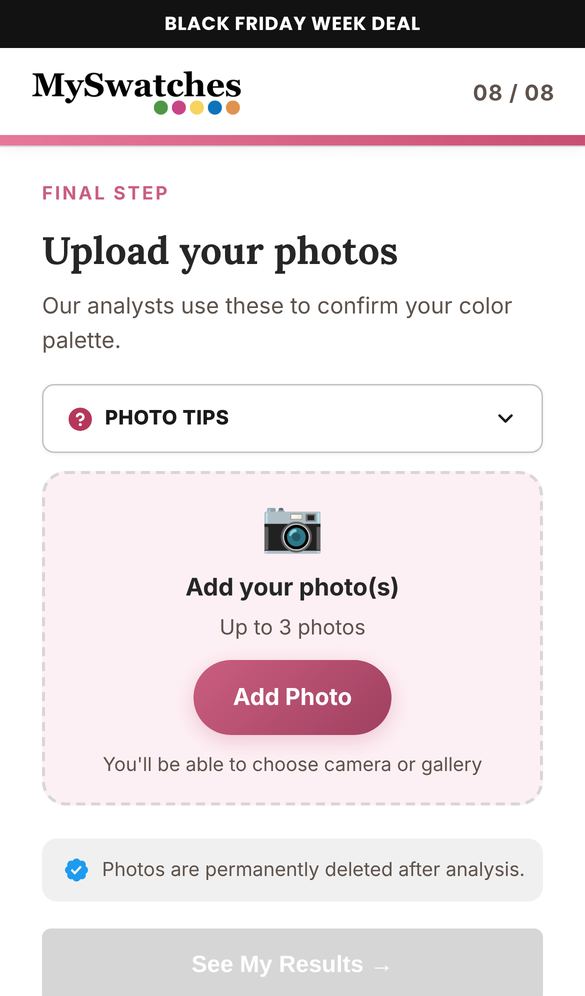 BLACK FRIDAY WEEK DEAL
MySwatches
08 / 08
FINAL STEP
Upload your photos
Our analysts use these to confirm your color
palette.
? PHOTO TIPS
Add your photo(s)
Up to 3 photos
Add Photo
You'll be able to choose camera or gallery
Photos are permanently deleted after analysis.
See My Results →